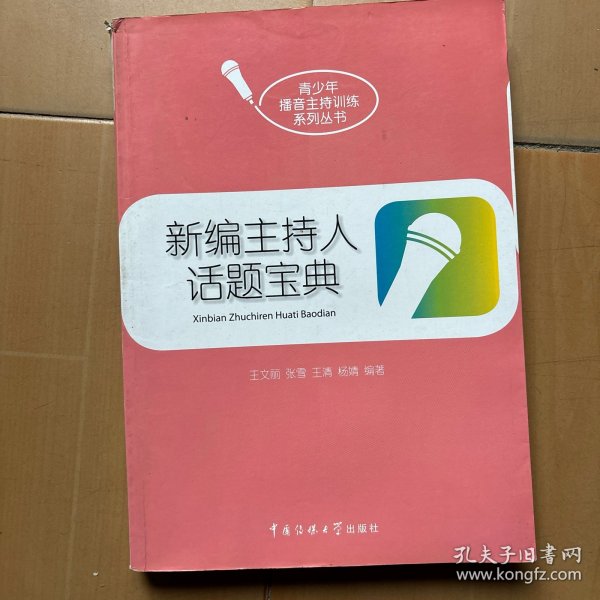 青少年
播音主持训练
系列丛书
新编主持人
话题宝典
Xinbian Zhuchiren Huati Baodian
王文丽 张雪 王清 杨婧 编著
中国传媒大学出版社
孔夫子旧书网
www.kongfz.com